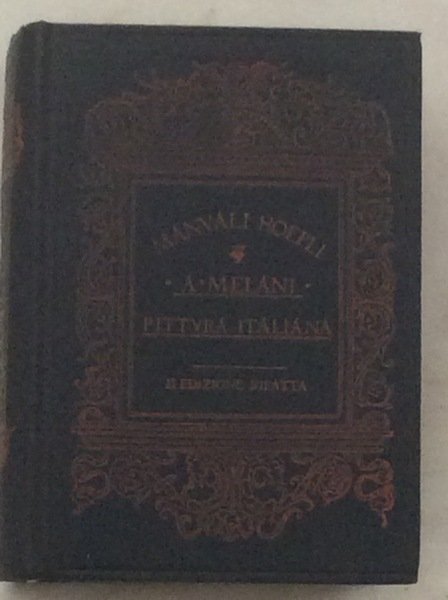 MANVALI HOEPLI
· A · MELANI ·
PITTVRA ITALIANA
II EDIZIONE RIFATTA